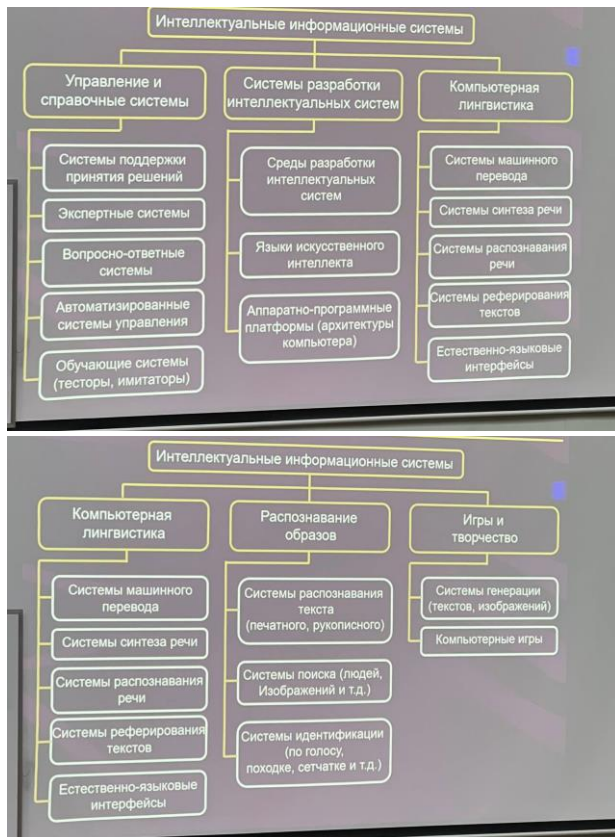 Интеллектуальные информационные системы
Управление и
справочные системы
Системы поддержки
принятия решений
Экспертные системы
Вопросно-ответные
системы
Автоматизированные
системы управления
Обучающие системы
(тесторы, имитаторы)
Системы разработки
интеллектуальных систем
Среды разработки
интеллектуальных
систем
Языки искусственного
интеллекта
Аппаратно-программные
платформы (архитектуры
компьютера)
Компьютерная
лингвистика
Системы машинного
перевода
Системы синтеза речи
Системы распознавания
речи
Системы реферирования
текстов
Естественно-языковые
интерфейсы
Интеллектуальные информационные системы
Компьютерная
лингвистика
Системы машинного
перевода
Системы синтеза речи
Системы распознавания
речи
Системы реферирования
текстов
Естественно-языковые
интерфейсы
Распознавание
образов
Системы распознавания
текста
(печатного, рукописного)
Системы поиска (людей,
Изображений и т.д.)
Системы идентификации
(по голосу,
походке, сетчатке и т.д.)
Игры и
творчество
Системы генерации
(текстов, изображений)
Компьютерные игры